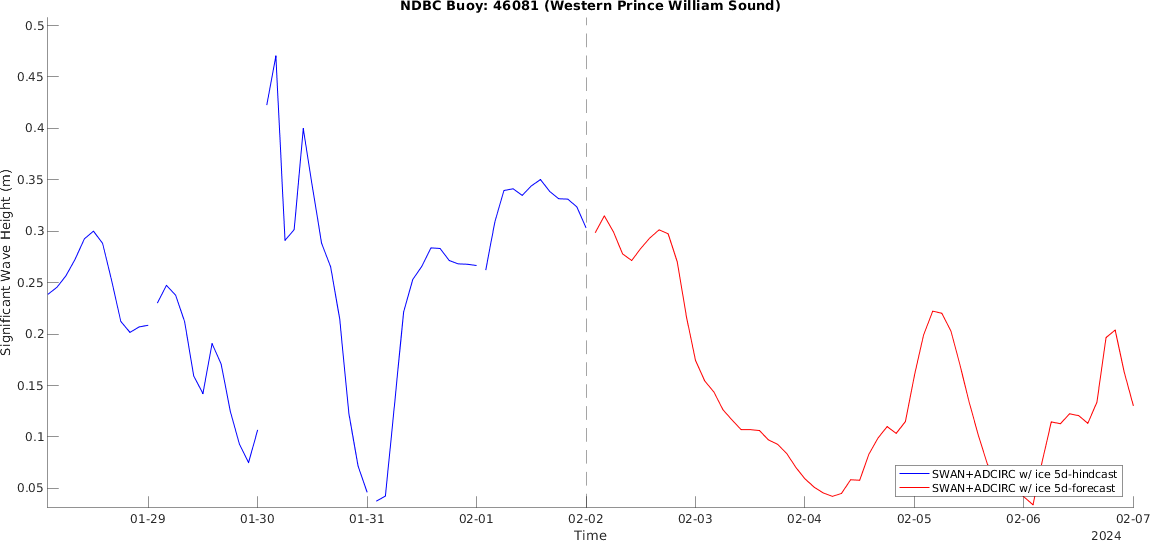 NDBC Buoy: 46081 (Western Prince William Sound)
0.5
0.45
0.4
0.35
0.3
0.25
0.2
0.15
0.1
0.05
Significant Wave Height (m)
SWAN+ADCIRC w/ ice 5d-hindcast
SWAN+ADCIRC w/ ice 5d-forecast
01-29 01-30 01-31 02-01 02-02 02-03 02-04 02-05 02-06 02-07
Time
2024